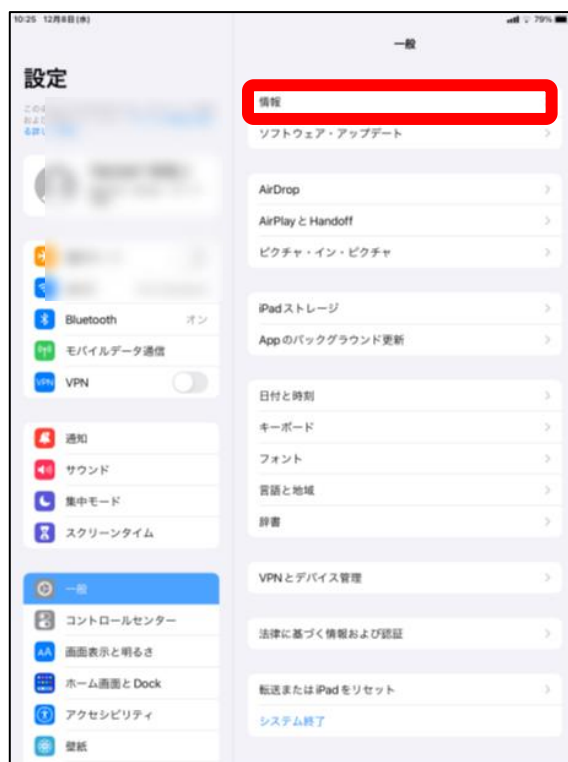 10:25 12月8日(水)
79%
設定
Bluetooth オン
モバイルデータ通信
VPN VPN
通知
サウンド
集中モード
スクリーンタイム
一般
コントロールセンター
AA 画面表示と明るさ
ホーム画面とDock
アクセシビリティ
壁紙
一般
情報
ソフトウェア・アップデート
AirDrop
AirPlayとHandoff
ピクチャ・イン・ピクチャ
iPadストレージ
Appのバックグラウンド更新
日付と時刻
キーボード
フォント
言語と地域
辞書
VPNとデバイス管理
法律に基づく情報および認証
転送またはiPadをリセット
システム終了